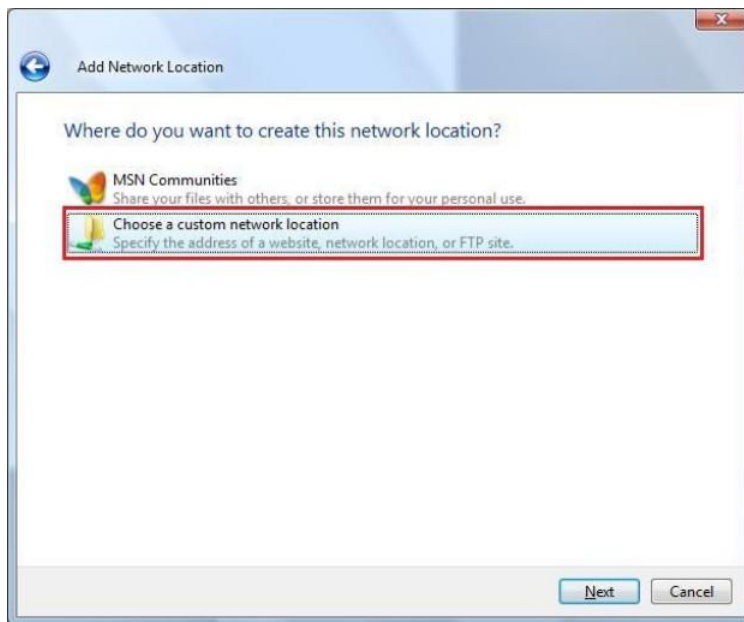 Add Network Location
Where do you want to create this network location?
MSN Communities
Share your files with others, or store them for your personal use.
Choose a custom network location
Specify the address of a website, network location, or FTP site.
Next Cancel